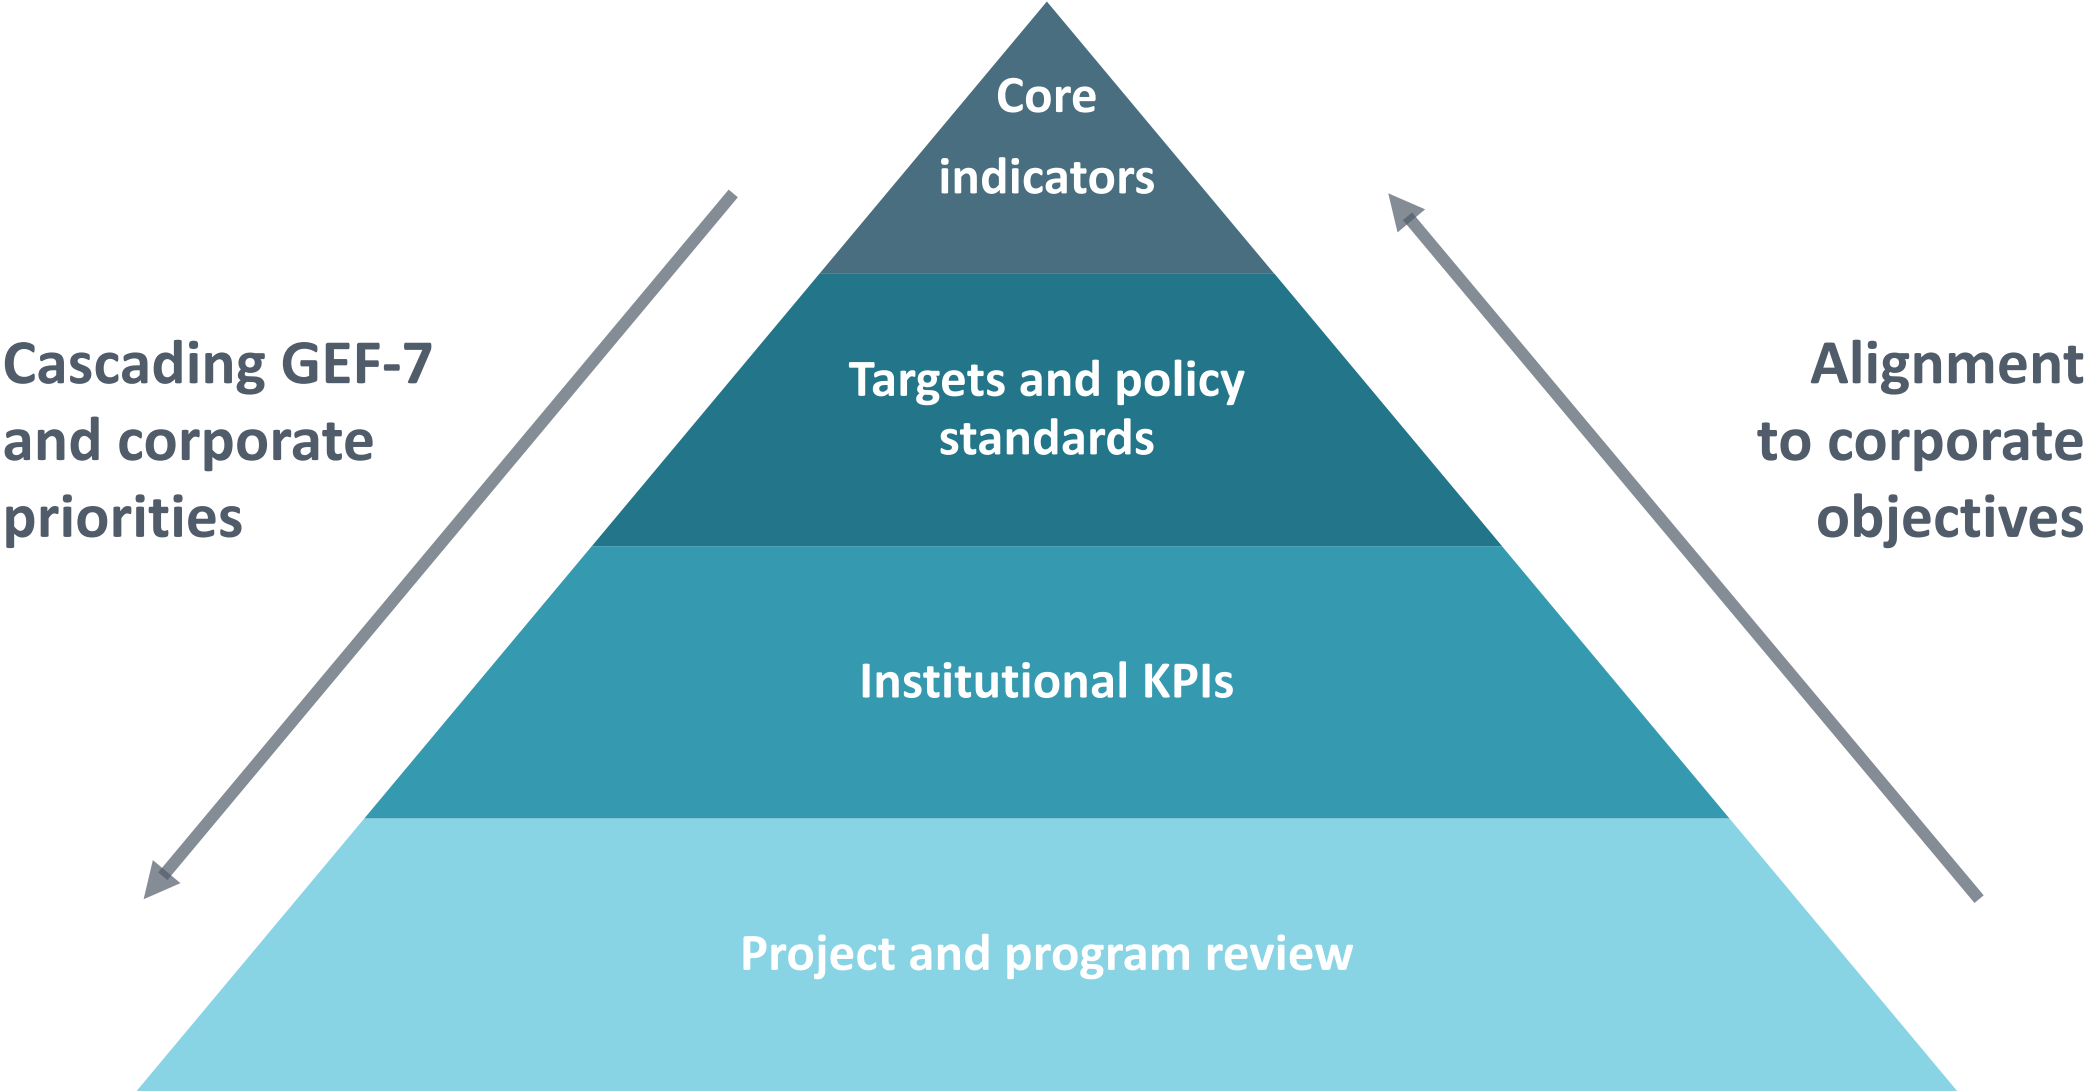 Core
indicators
Cascading GEF-7
and corporate
priorities
Targets and policy
standards
Alignment
to corporate
objectives
Institutional KPIs
Project and program review